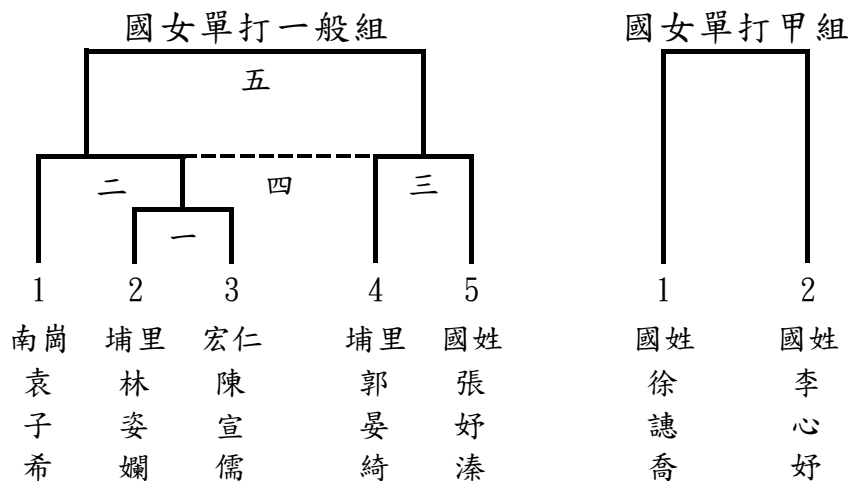 國女單打一般組
國女單打甲組
五
二
四
三
一
1 2 3 4 5
1 2
南崗 埔里 宏仁 埔里 國姓
國姓 國姓
袁子希
林姿斕
陳宣儒
郭晏綺
張妤溱
徐譓喬
李心妤